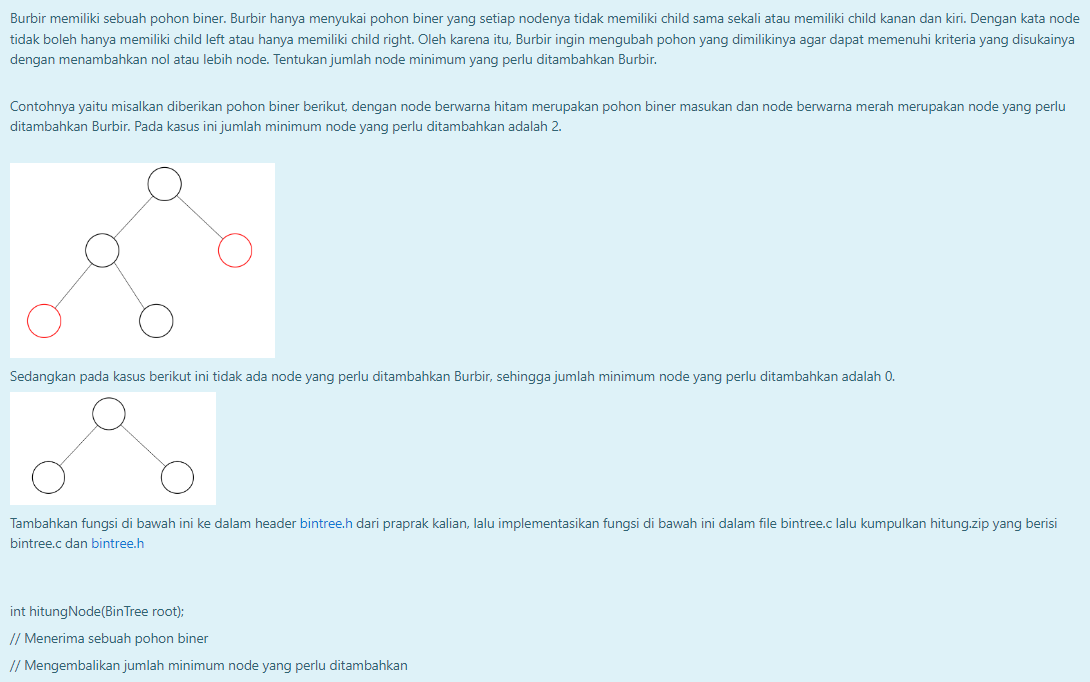 Burbir memiliki sebuah pohon biner. Burbir hanya menyukai pohon biner yang setiap nodenya tidak memiliki child sama sekali atau memiliki child kanan dan kiri. Dengan kata node
tidak boleh hanya memiliki child left atau hanya memiliki child right. Oleh karena itu, Burbir ingin mengubah pohon yang dimilikinya agar dapat memenuhi kriteria yang disukainya
dengan menambahkan nol atau lebih node. Tentukan jumlah node minimum yang perlu ditambahkan Burbir.
Contohnya yaitu misalkan diberikan pohon biner berikut, dengan node berwarna hitam merupakan pohon biner masukan dan node berwarna merah merupakan node yang perlu
ditambahkan Burbir. Pada kasus ini jumlah minimum node yang perlu ditambahkan adalah 2.
Sedangkan pada kasus berikut ini tidak ada node yang perlu ditambahkan Burbir, sehingga jumlah minimum node yang perlu ditambahkan adalah 0.
Tambahkan fungsi di bawah ini ke dalam header bintree.h dari praprak kalian, lalu implementasikan fungsi di bawah ini dalam file bintree.c lalu kumpulkan hitung.zip yang berisi
bintree.c dan bintree.h
int hitungNode(BinTree root);
// Menerima sebuah pohon biner
// Mengembalikan jumlah minimum node yang perlu ditambahkan